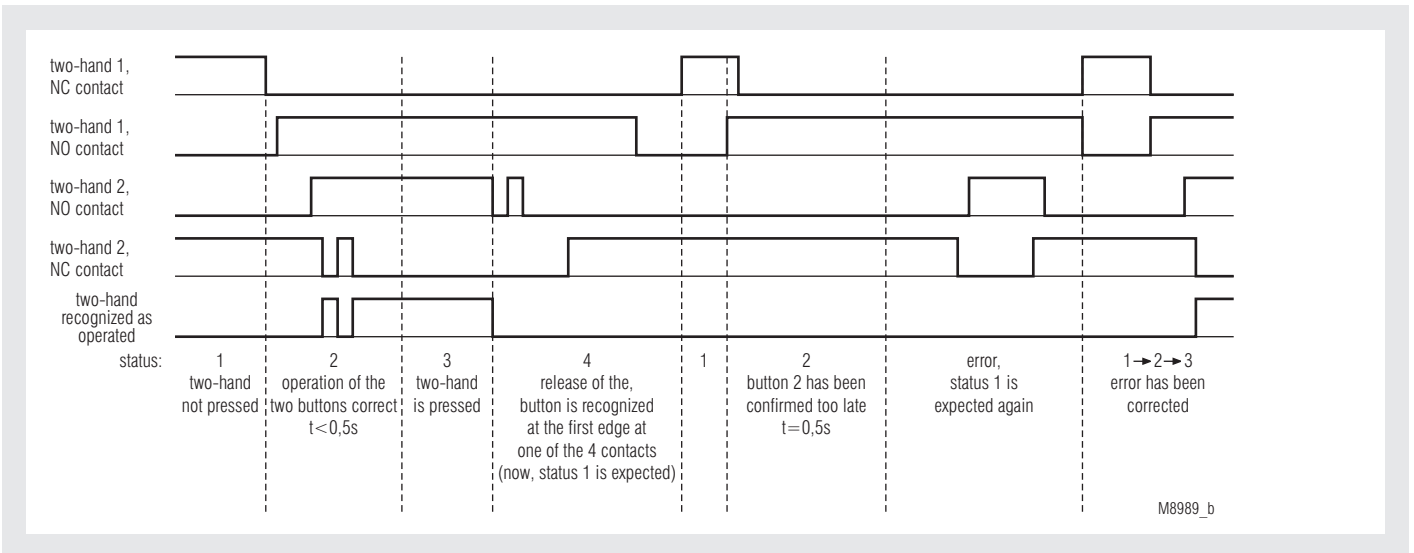 two-hand 1,
NC contact
two-hand 1,
NO contact
two-hand 2,
NO contact
two-hand 2,
NC contact
two-hand
recognized as
operated
status:
1
two-hand
not pressed
2
operation of the
two buttons correct
t<0,5s
3
two-hand
is pressed
4
release of the,
button is recognized
at the first edge at
one of the 4 contacts
(now, status 1 is expected)
1
2
button 2 has been
confirmed too late
t=0,5s
error,
status 1 is
expected again
1→2→3
error has been
corrected
M8989_b